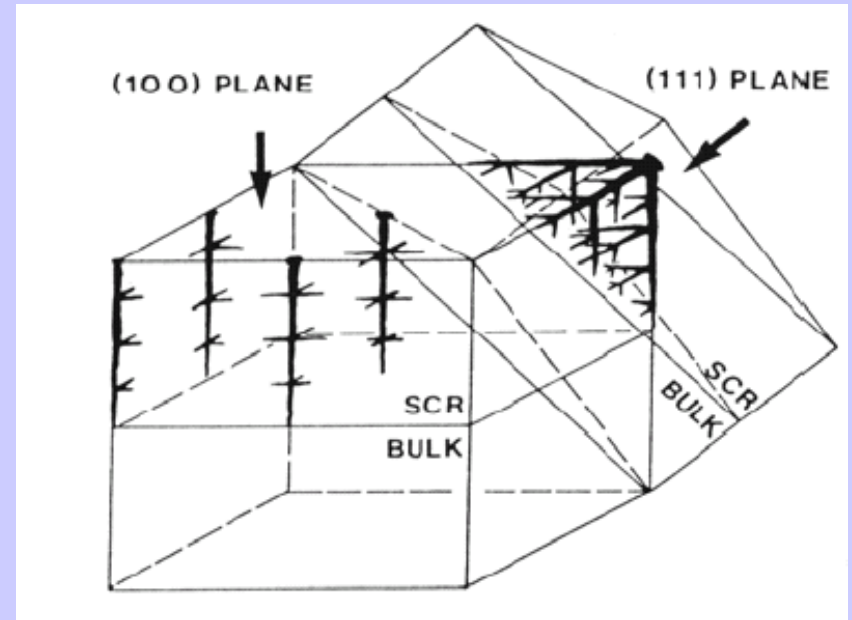 (100) PLANE
(111) PLANE
SCR
BULK
SCR
BULK